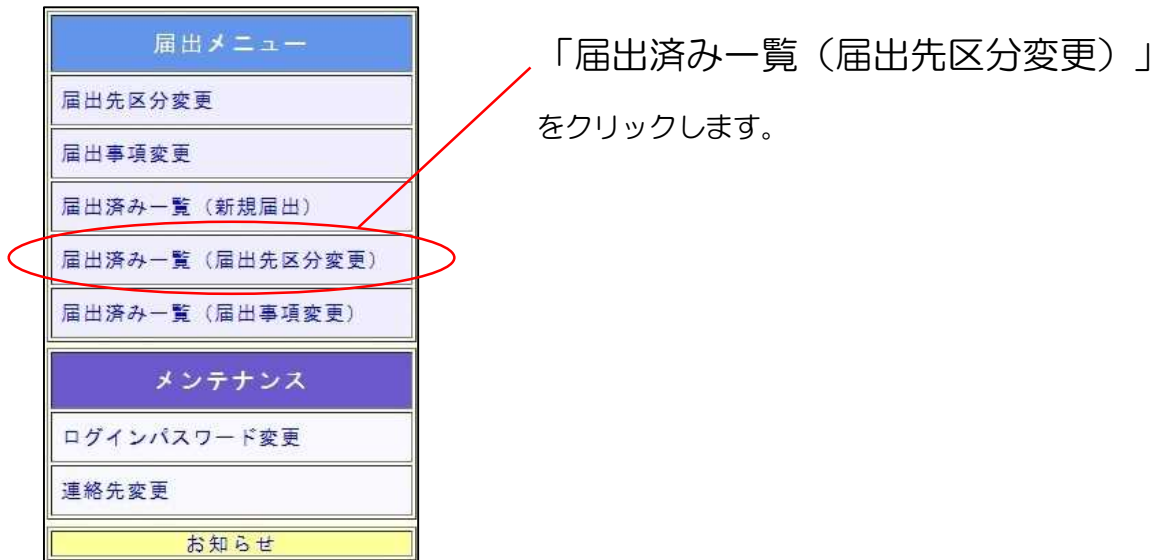 届出メニュー
届出先区分変更
届出事項変更
届出済み一覧（新規届出）
届出済み一覧（届出先区分変更）
届出済み一覧（届出事項変更）
メンテナンス
ログインパスワード変更
連絡先変更
お知らせ
「届出済み一覧（届出先区分変更）」
をクリックします。